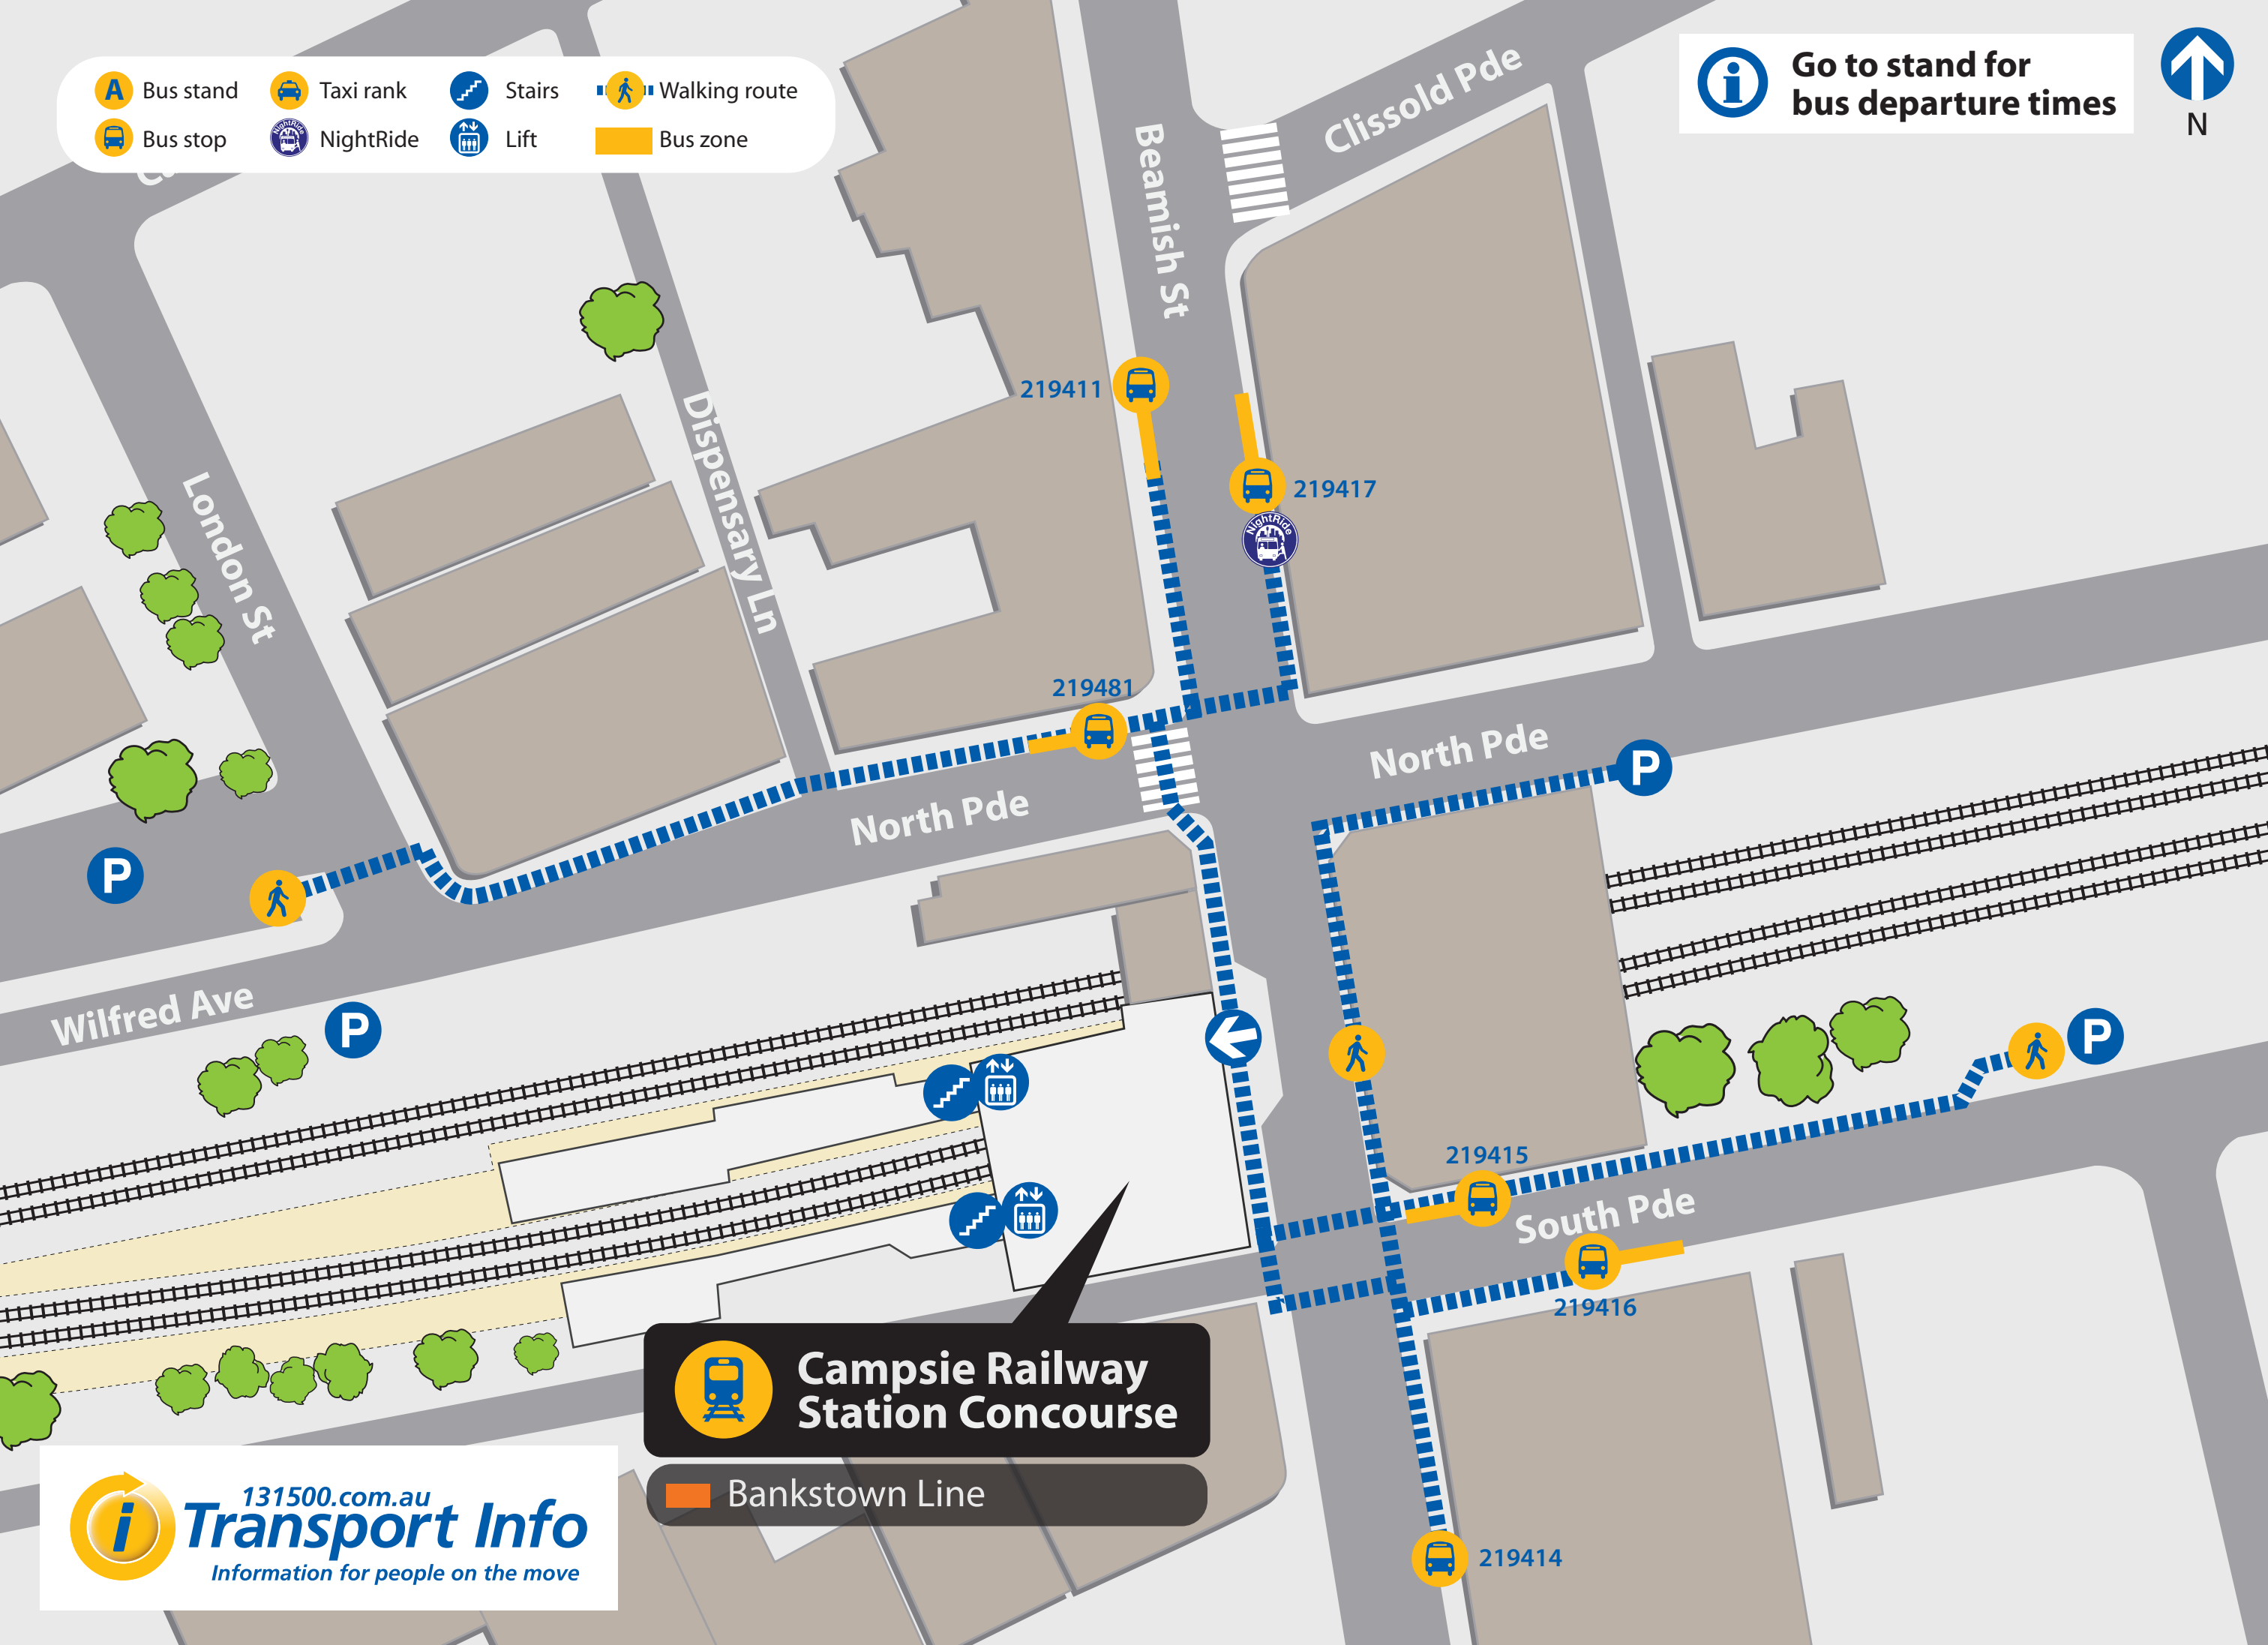 A Bus stand
Taxi rank
Stairs
Walking route
Bus stop
NightRide
NightRide
Lift
Bus zone
Go to stand for
bus departure times
N
Clissold Pde
Beamish St
219411
219417
NightRide
London St
Dispensary Ln
219481
North Pde
North Pde
P
P
Wilfred Ave
P
P
219415
South Pde
219416
Campsie Railway
Station Concourse
Bankstown Line
219414
131500.com.au
i Transport Info
Information for people on the move